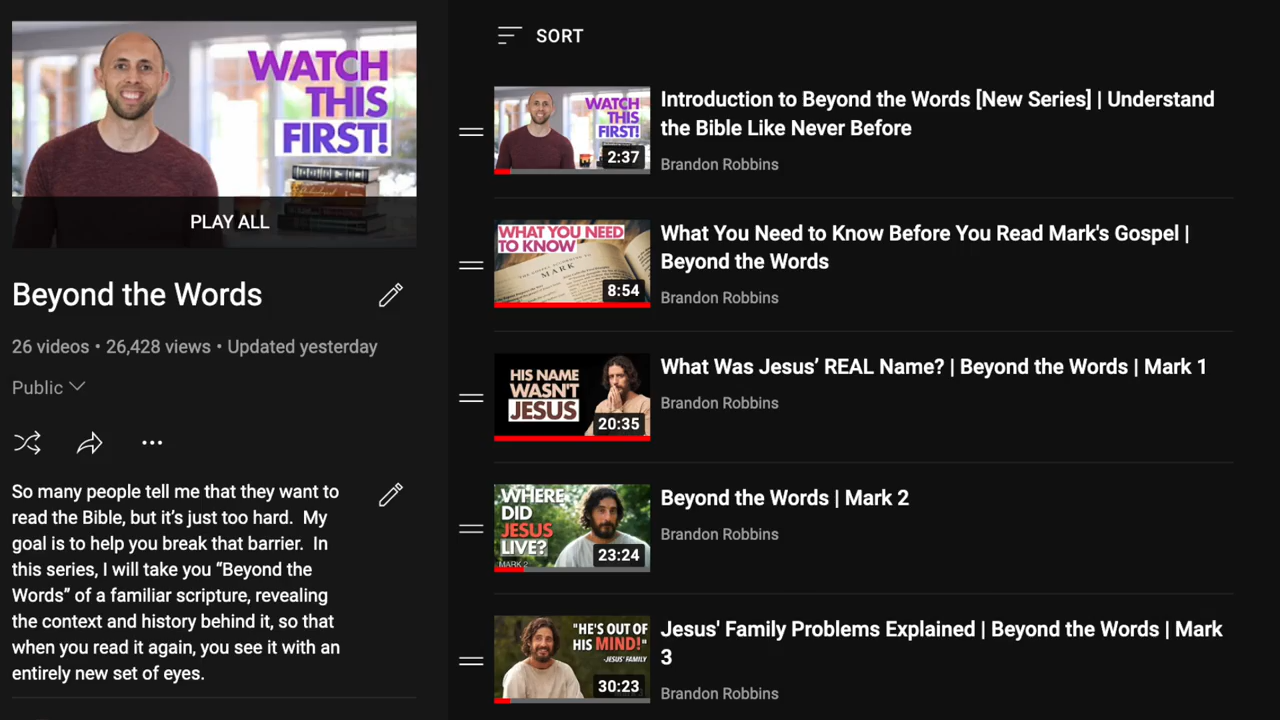 WATCH
THIS
FIRST!
PLAY ALL
Beyond the Words
26 videos • 26,428 views • Updated yesterday
Public
So many people tell me that they want to
read the Bible, but it’s just too hard. My
goal is to help you break that barrier. In
this series, I will take you “Beyond the
Words” of a familiar scripture, revealing
the context and history behind it, so that
when you read it again, you see it with an
entirely new set of eyes.
SORT
WATCH
THIS
FIRST!
2:37
Introduction to Beyond the Words [New Series] | Understand
the Bible Like Never Before
Brandon Robbins
WHAT YOU NEED
TO KNOW
MARK
8:54
What You Need to Know Before You Read Mark's Gospel |
Beyond the Words
Brandon Robbins
HIS NAME
WASN'T
JESUS
20:35
What Was Jesus’ REAL Name? | Beyond the Words | Mark 1
Brandon Robbins
WHERE
DID
JESUS
LIVE?
MARK 2
23:24
Beyond the Words | Mark 2
Brandon Robbins
"HE'S OUT OF
HIS MIND!"
-JESUS' FAMILY
30:23
Jesus' Family Problems Explained | Beyond the Words | Mark
3
Brandon Robbins